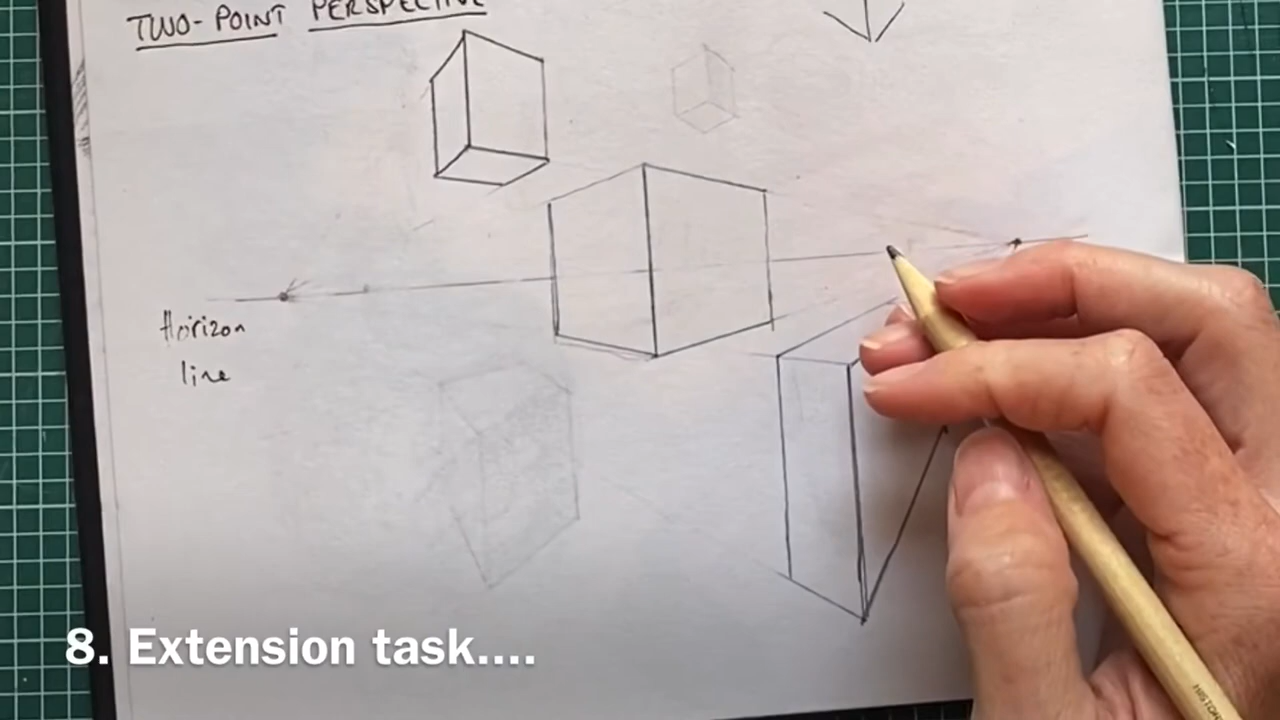 TWO-POINT PERSPECTIVE
Horizon
line
8. Extension task....